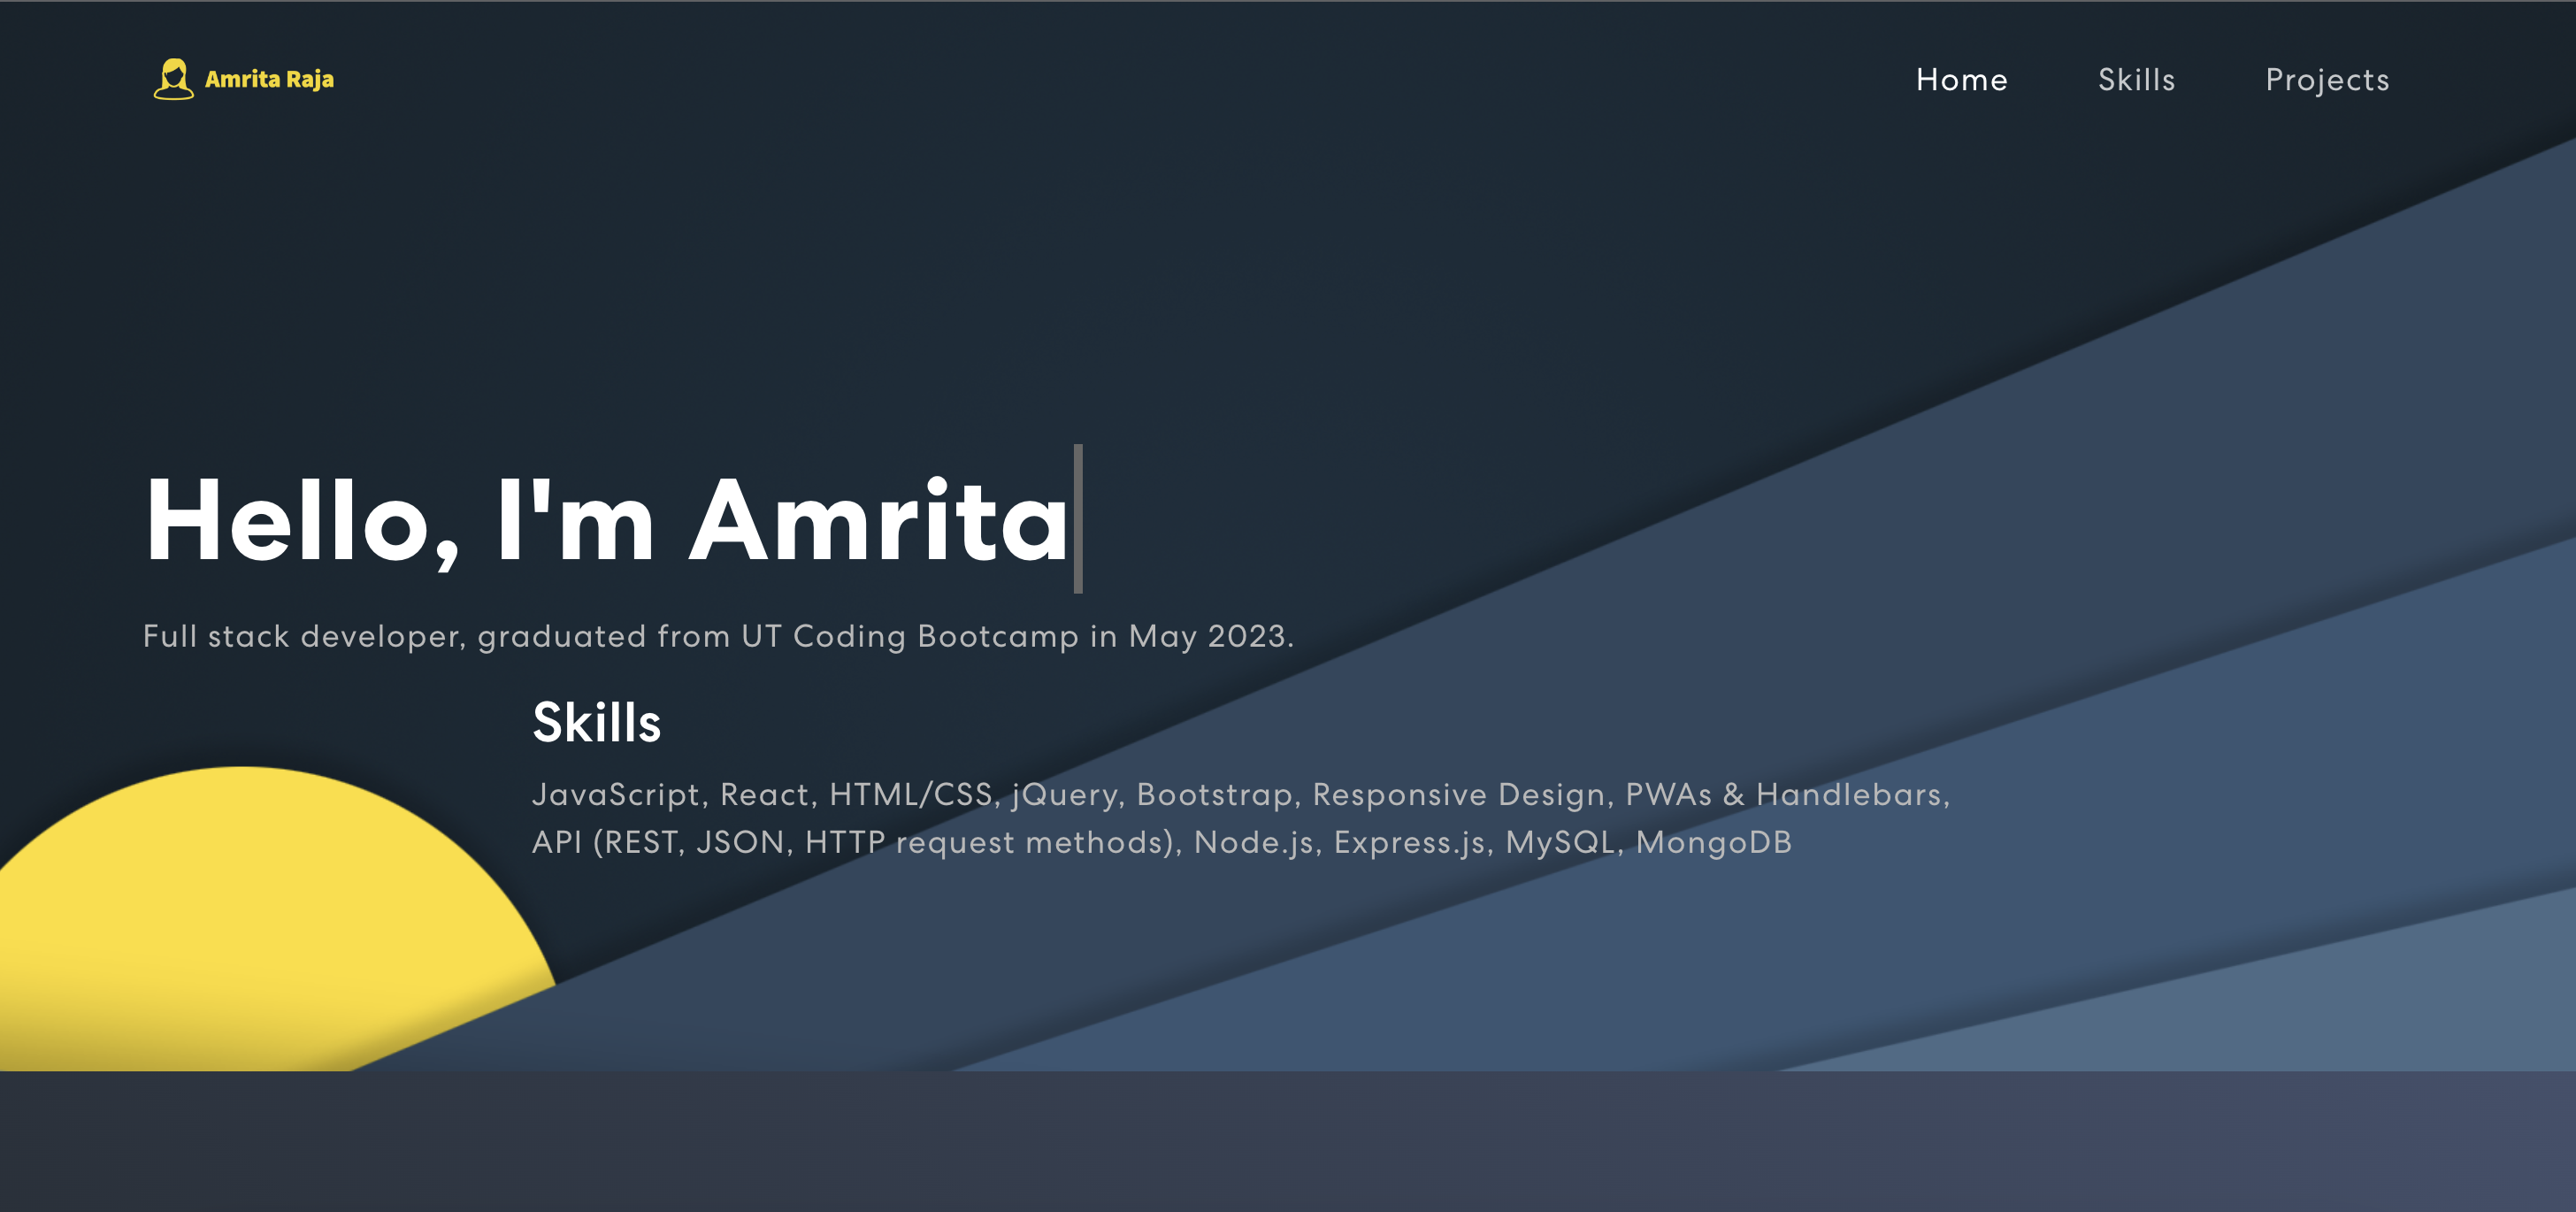 Amrita Raja
Home Skills Projects
Hello, I'm Amrita
Full stack developer, graduated from UT Coding Bootcamp in May 2023.
Skills
JavaScript, React, HTML/CSS, jQuery, Bootstrap, Responsive Design, PWAs & Handlebars,
API (REST, JSON, HTTP request methods), Node.js, Express.js, MySQL, MongoDB